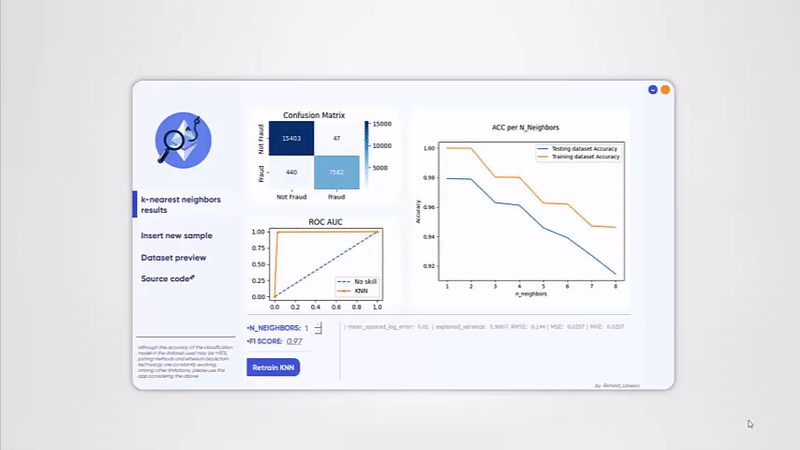 k-nearest neighbors
results
Insert new sample
Dataset preview
Source code
although the accuracy of the classification
model in the dataset used may be
methods and ethereum blockchain
technology are constantly evolving,
among other limitations, please use the
app considering the above.
Confusion Matrix
Not Fraud
Fraud
15403
47
440
7582
Not Fraud
Fraud
15000
10000
5000
ROC AUC
1.00
0.75
0.50
0.25
0.00
0.0 0.2 0.4 0.6 0.8 1.0
No skill
KNN
ACC per N_Neighbors
Testing dataset Accuracy
Training dataset Accuracy
Accuracy
1.00
0.98
0.96
0.94
0.92
1 2 3 4 5 6 7 8
n_neighbors
N_NEIGHBORS: 1
F1 SCORE: 0.97
Retrain KNN
| mean_squared_log_error: 0.01 | explained_variance: | RMSE: 0.144 | MSE: 0.0207 | MAE: 0.0207
by: